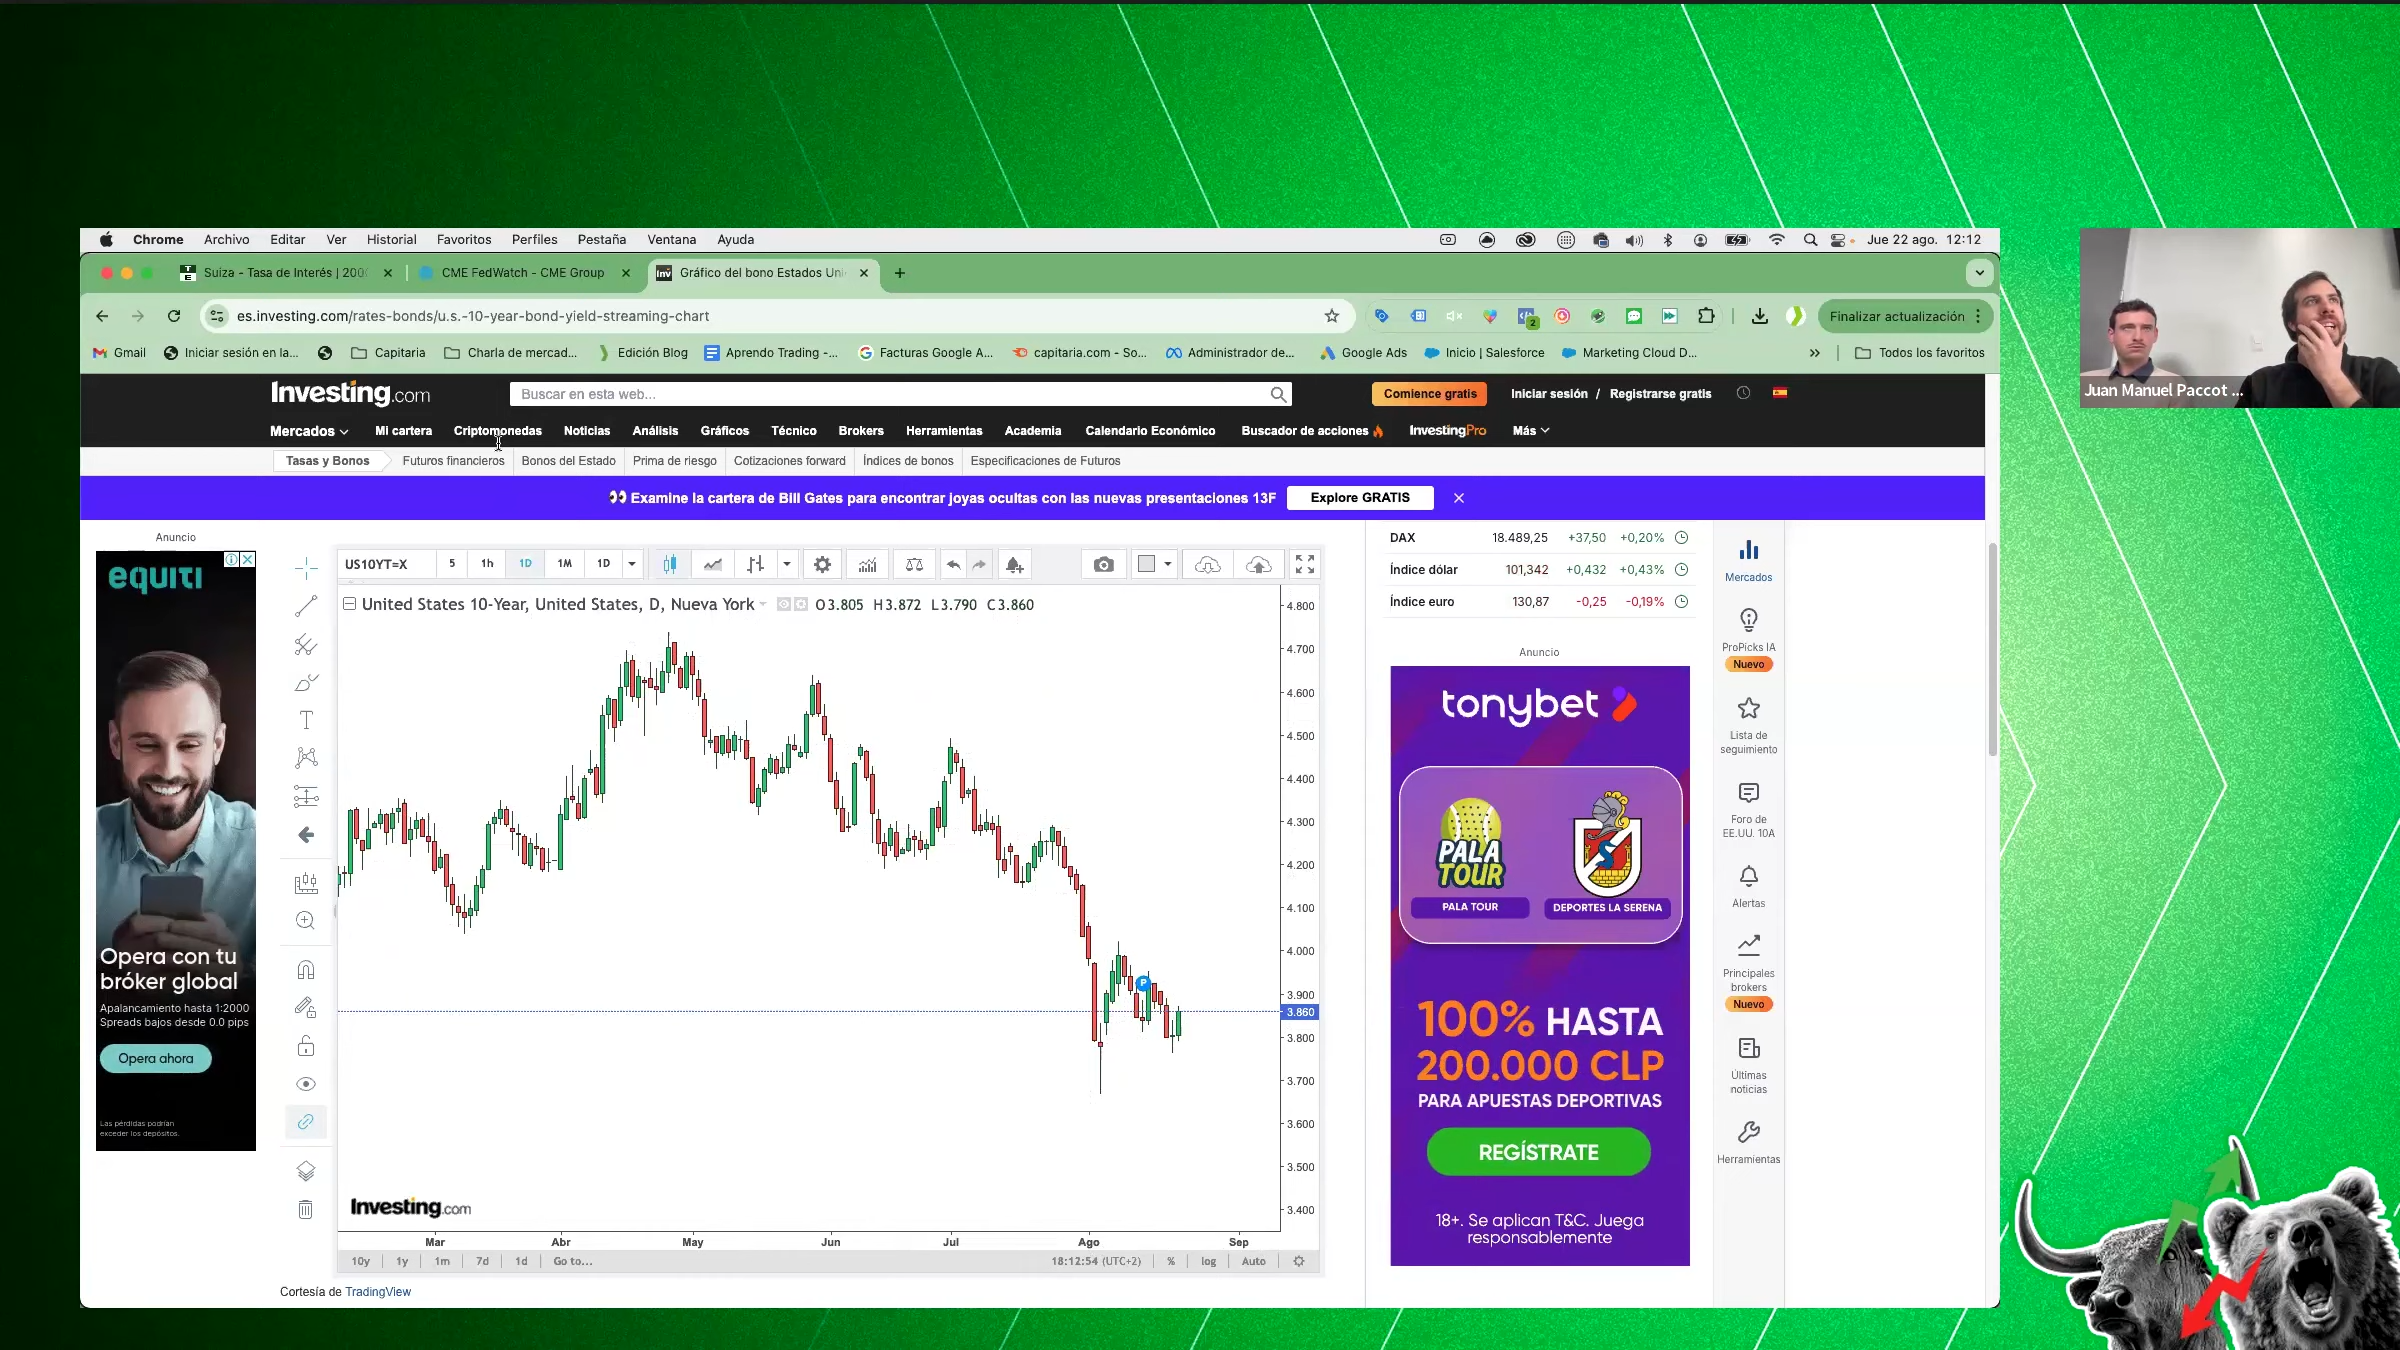 Chrome Archivo Editar Ver Historial Favoritos Perfiles Pestaña Ventana Ayuda Jue 22 ago. 12:12
Suiza - Tasa de Interés | 200 CME FedWatch - CME Group Gráfico del bono Estados Uni
es.investing.com/rates-bonds/u.s.-10-year-bond-yield-streaming-chart 2 Finalizar actualización
Gmail Iniciar sesión en la... Capitaria Charla de mercad... Edición Blog Aprendo Trading -... Facturas Google A... capitaria.com - So... Administrador de... Google Ads Inicio | Salesforce Marketing Cloud D... Todos los favoritos
Juan Manuel Paccot ...
Investing.com Buscar en esta web... Comience gratis Iniciar sesión / Registrarse gratis
Mercados Mi cartera Criptomonedas Noticias Análisis Gráficos Técnico Brokers Herramientas Academia Calendario Económico Buscador de acciones InvestingPro Más
Tasas y Bonos Futuros financieros Bonos del Estado Prima de riesgo Cotizaciones forward Índices de bonos Especificaciones de Futuros
Examine la cartera de Bill Gates para encontrar joyas ocultas con las nuevas presentaciones 13F Explore GRATIS
Anuncio
equiti
Opera con tu
bróker global
Apalancamiento hasta 1:2000
Spreads bajos desde 0.0 pips
Opera ahora
Las pérdidas podrían
exceder los depósitos.
US10YT=X 5 1h 1D 1M 1D
United States 10-Year, United States, D, Nueva York O3.805 H3.872 L3.790 C3.860
4.800
4.700
4.600
4.500
4.400
4.300
4.200
4.100
4.000
3.900
3.860
3.800
3.700
3.600
3.500
3.400
P
Investing.com
Mar Abr May Jun Jul Ago Sep
10y 1y 1m 7d 1d Go to... 18:12:54 (UTC+2) % log Auto
Cortesía de TradingView
DAX 18.489,25 +37,50 +0,20%
Índice dólar 101,342 +0,432 +0,43%
Índice euro 130,87 -0,25 -0,19%
Anuncio
tonybet
PALA
TOUR
PALA TOUR DEPORTES LA SERENA
100% HASTA
200.000 CLP
PARA APUESTAS DEPORTIVAS
REGÍSTRATE
18+. Se aplican T&C. Juega
responsablemente
Mercados
ProPicks IA
Nuevo
Lista de
seguimiento
Foro de
EE.UU. 10A
Alertas
Principales
brokers
Nuevo
Últimas
noticias
Herramientas